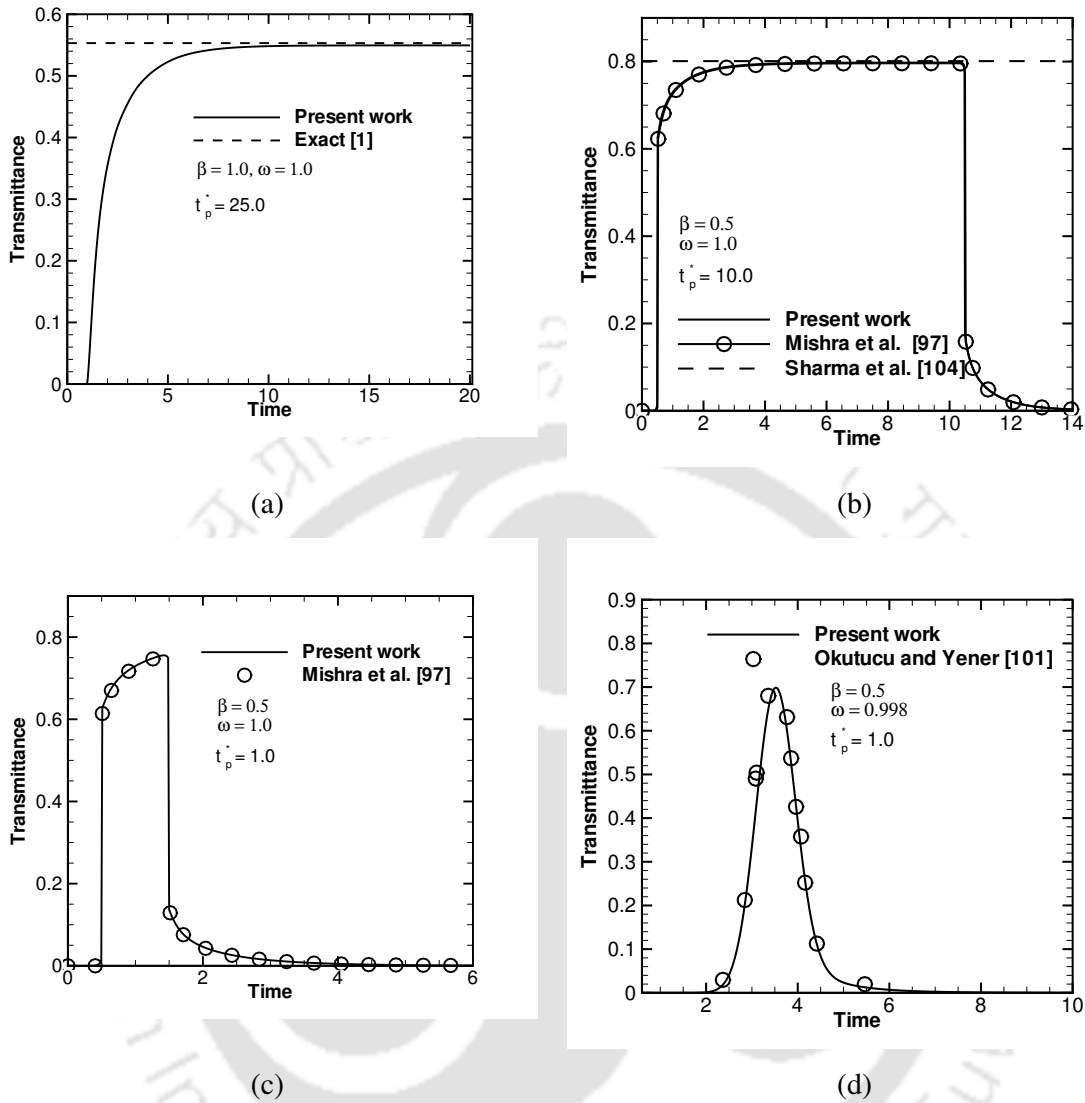 0.6
0.5
0.4
0.3
0.2
0.1
0
Transmittance
Present work
Exact [1]
β = 1.0, ω = 1.0
t*p = 25.0
0 5 10 15 20
Time
(a)
0.8
0.6
0.4
0.2
0
Transmittance
β = 0.5
ω = 1.0
t*p = 10.0
Present work
Mishra et al. [97]
Sharma et al. [104]
0 2 4 6 8 10 12 14
Time
(b)
0.8
0.6
0.4
0.2
0
Transmittance
Present work
Mishra et al. [97]
β = 0.5
ω = 1.0
t*p = 1.0
0 2 4 6
Time
(c)
0.9
0.8
0.7
0.6
0.5
0.4
0.3
0.2
0.1
0
Transmitttance
Present work
Okutucu and Yener [101]
β = 0.5
ω = 0.998
t*p = 1.0
2 4 6 8 10
Time
(d)